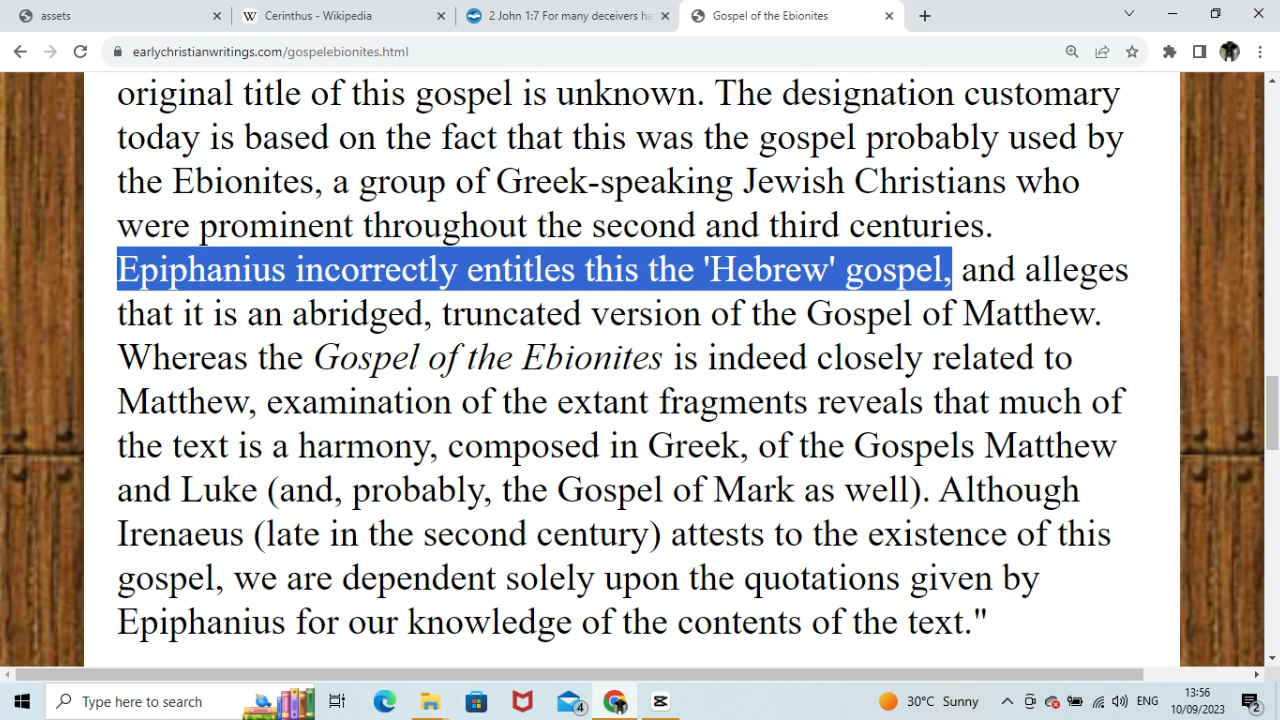 assets
Cerinthus - Wikipedia
2 John 1:7 For many deceivers ha
Gospel of the Ebionites
earlychristianwritings.com/gospelebionites.html
original title of this gospel is unknown. The designation customary
today is based on the fact that this was the gospel probably used by
the Ebionites, a group of Greek-speaking Jewish Christians who
were prominent throughout the second and third centuries.
Epiphanius incorrectly entitles this the 'Hebrew' gospel, and alleges
that it is an abridged, truncated version of the Gospel of Matthew.
Whereas the Gospel of the Ebionites is indeed closely related to
Matthew, examination of the extant fragments reveals that much of
the text is a harmony, composed in Greek, of the Gospels Matthew
and Luke (and, probably, the Gospel of Mark as well). Although
Irenaeus (late in the second century) attests to the existence of this
gospel, we are dependent solely upon the quotations given by
Epiphanius for our knowledge of the contents of the text."
Type here to search
4
30°C Sunny
ENG
13:56
10/09/2023
2